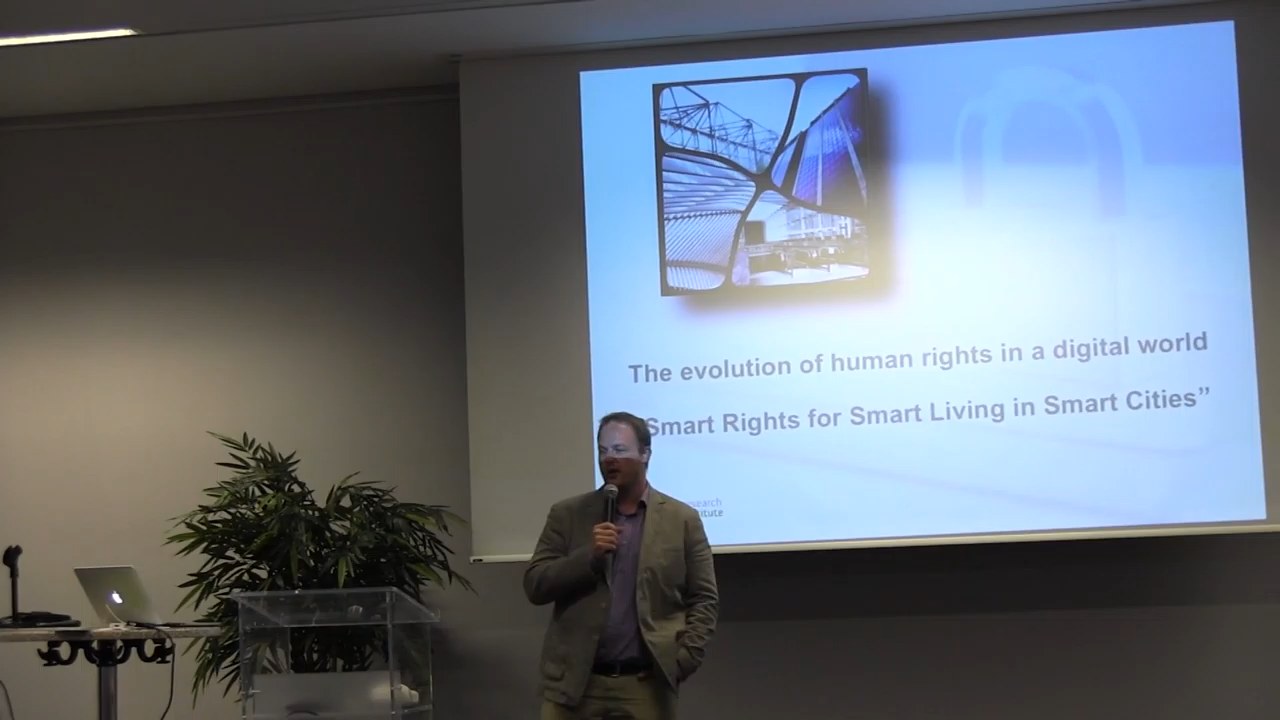 The evolution of human rights in a digital world
Smart Rights for Smart Living in Smart Cities”